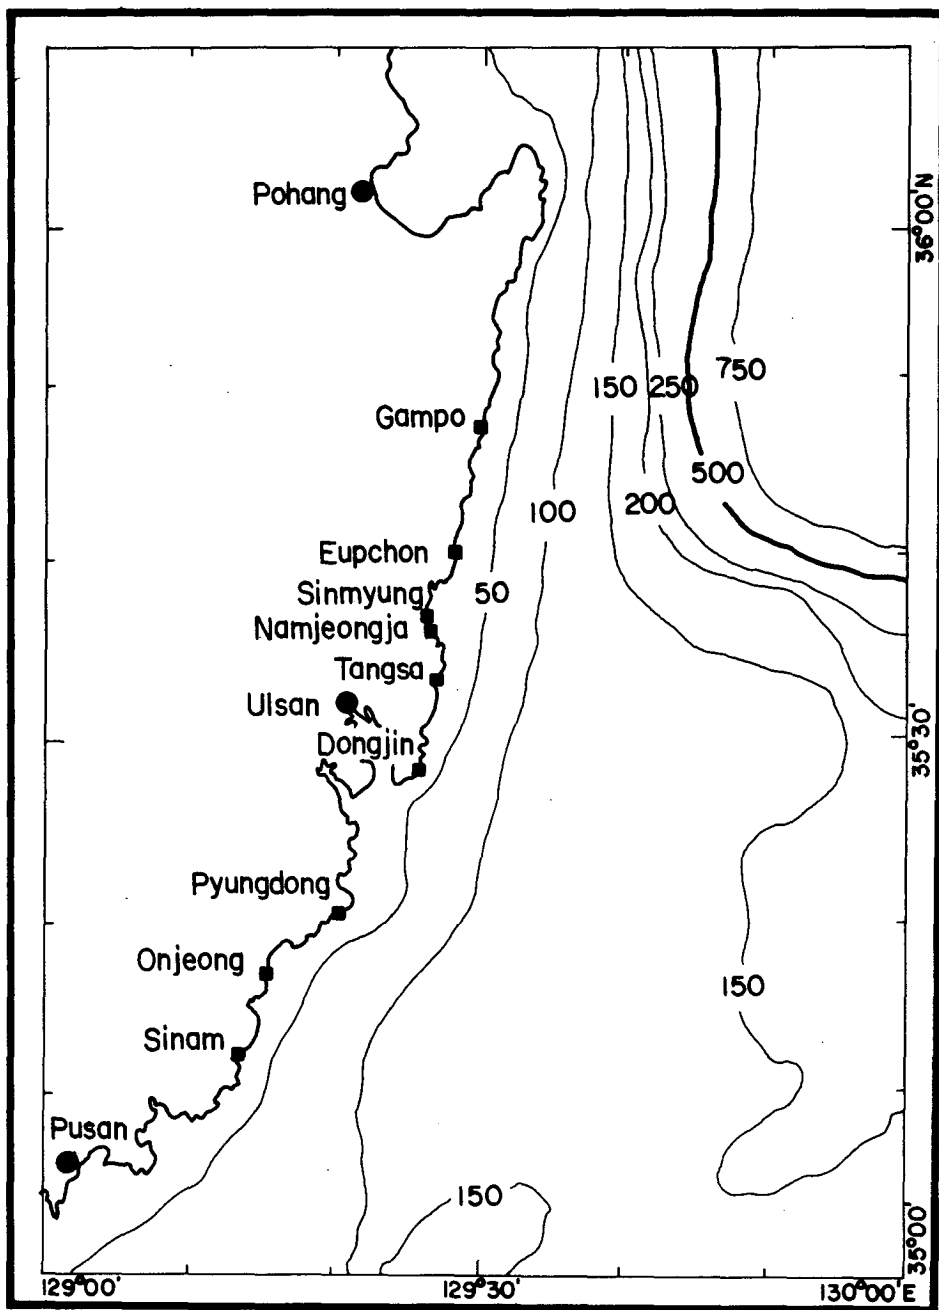 Pohang
36°00'N
150
250
750
Gampo
500
100
200
Eupchon
50
Sinmyung
Namjeongja
Tangsa
Ulsan
35°30'
Dongjin
Pyungdong
Onjeong
150
Sinam
Pusan
150
35°00'
129°00'
129°30'
130°00'E